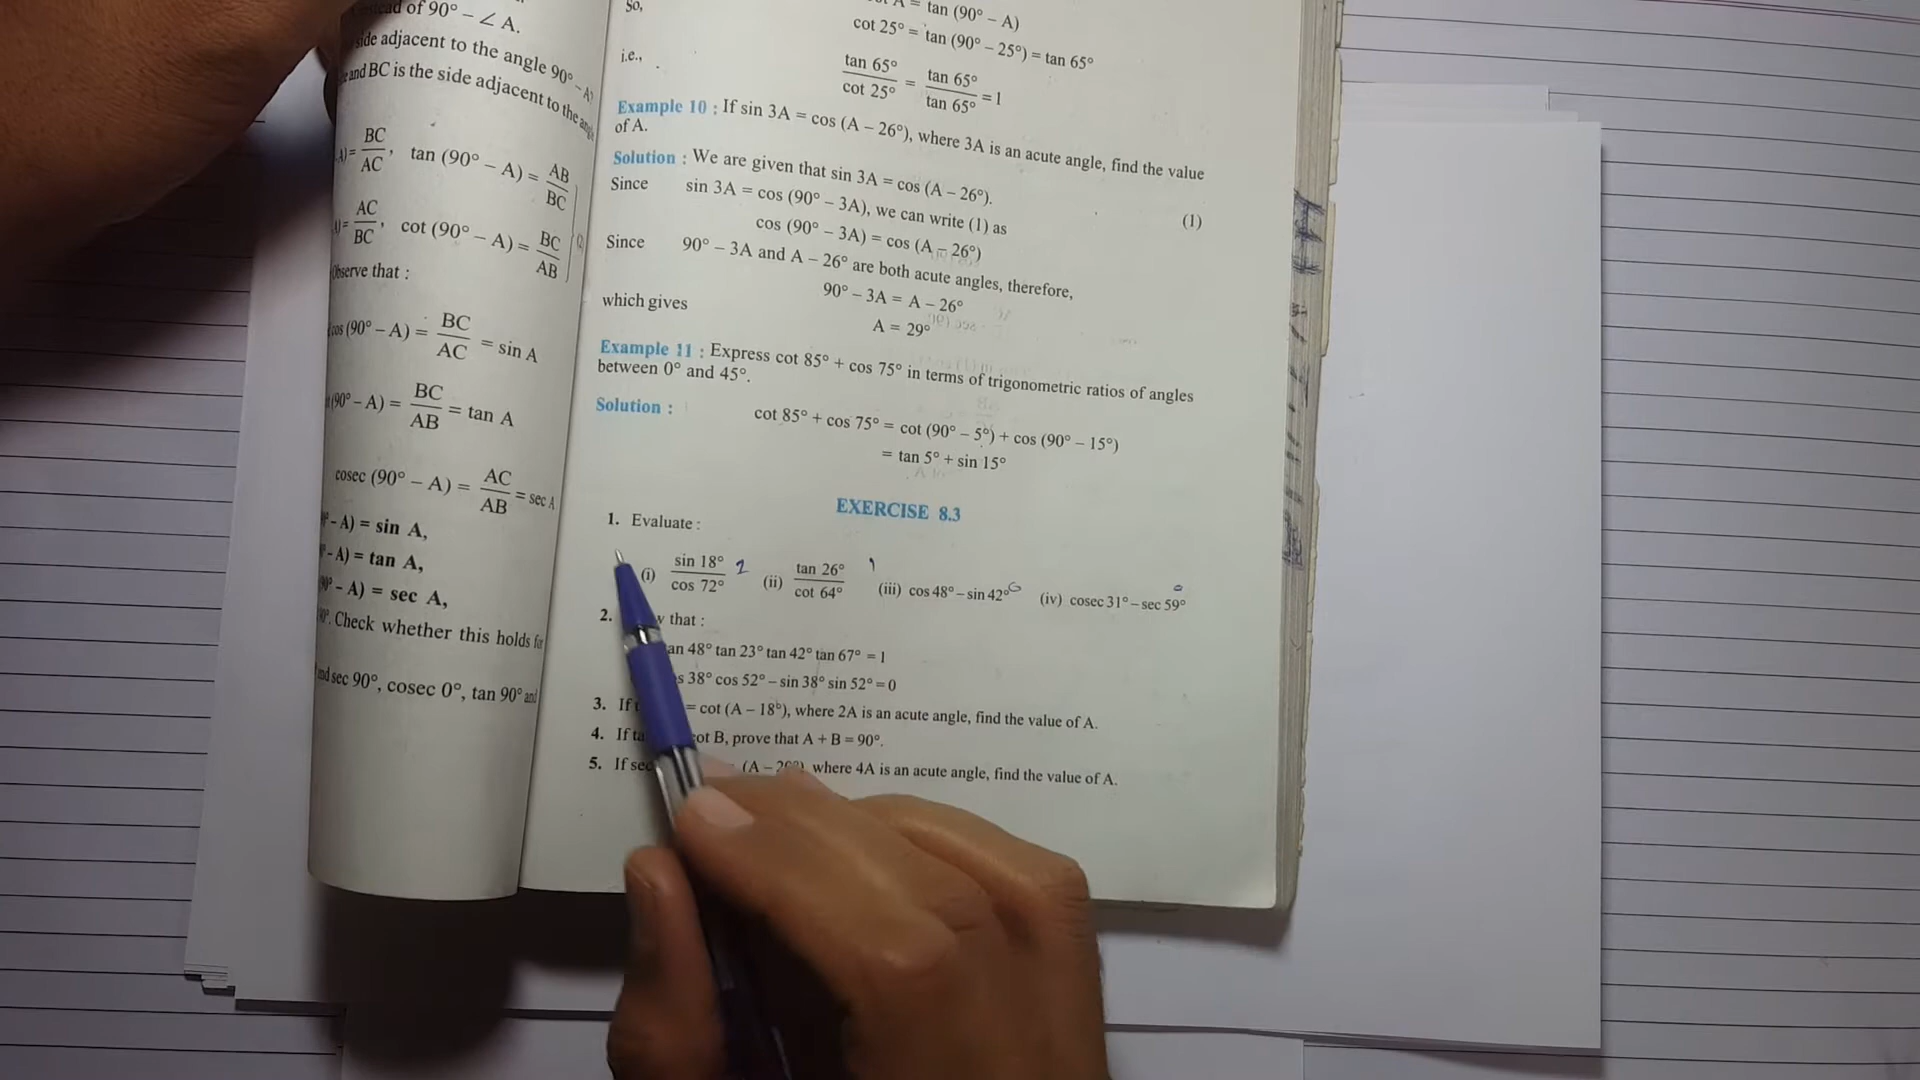 instead of 90° – ∠ A.
side adjacent to the angle 90° – A
and BC is the side adjacent to the angle
A) = BC/AC, tan (90° – A) = AB/BC
A) = AC/BC, cot (90° – A) = BC/AB
Observe that :
cos (90° – A) = BC/AC = sin A
(90° – A) = BC/AB = tan A
cosec (90° – A) = AC/AB = sec A
– A) = sin A,
– A) = tan A,
(90° – A) = sec A,
Check whether this holds for
and sec 90°, cosec 0°, tan 90° and
So,
A = tan (90° – A)
cot 25° = tan (90° – 25°) = tan 65°
i.e.,
tan 65°/cot 25° = tan 65°/tan 65° = 1
Example 10 : If sin 3A = cos (A – 26°), where 3A is an acute angle, find the value
of A.
Solution : We are given that sin 3A = cos (A – 26°). (1)
Since sin 3A = cos (90° – 3A), we can write (1) as
cos (90° – 3A) = cos (A – 26°)
Since 90° – 3A and A – 26° are both acute angles, therefore,
90° – 3A = A – 26°
which gives A = 29°
Example 11 : Express cot 85° + cos 75° in terms of trigonometric ratios of angles
between 0° and 45°.
Solution : cot 85° + cos 75° = cot (90° – 5°) + cos (90° – 15°)
= tan 5° + sin 15°
EXERCISE 8.3
1. Evaluate :
(i) sin 18°/cos 72° 1 (ii) tan 26°/cot 64° 1 (iii) cos 48° – sin 42° 0 (iv) cosec 31° – sec 59° 0
2. that :
tan 48° tan 23° tan 42° tan 67° = 1
38° cos 52° – sin 38° sin 52° = 0
3. If = cot (A – 18°), where 2A is an acute angle, find the value of A.
4. If cot B, prove that A + B = 90°.
5. If sec (A – 20°), where 4A is an acute angle, find the value of A.